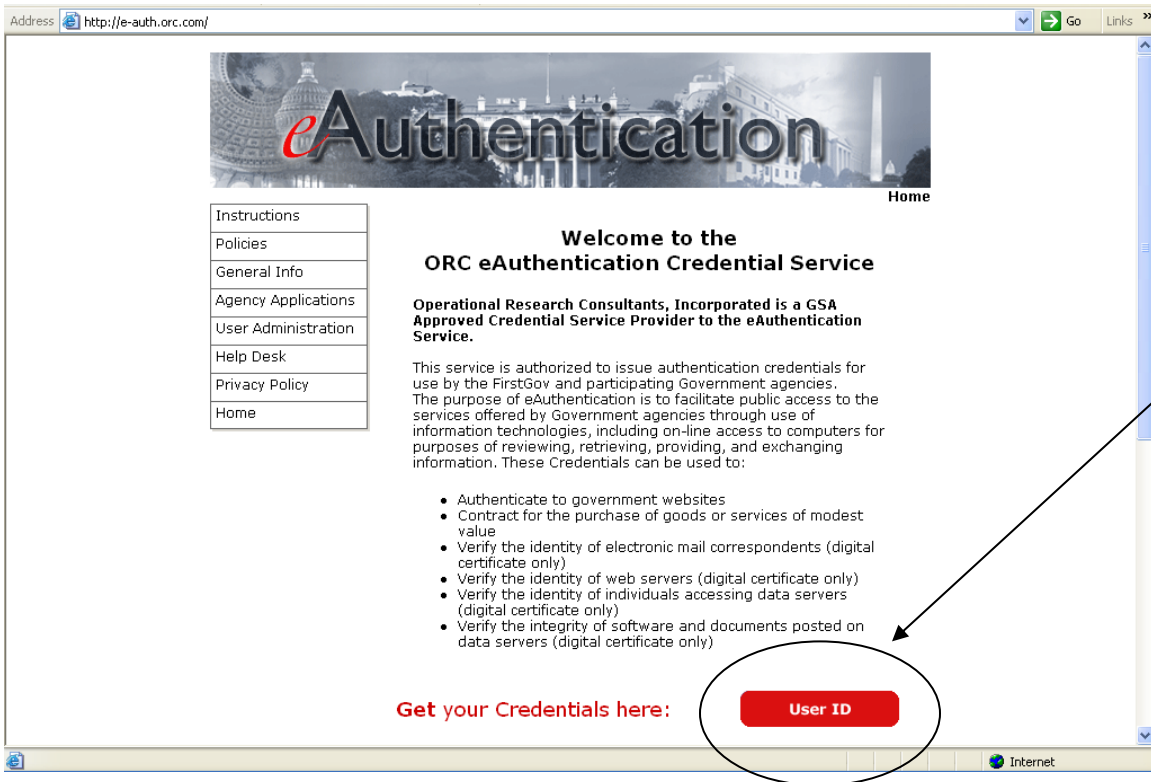 Address http://e-auth.orc.com/ Go Links »
eAuthentication
Home
Instructions
Policies
General Info
Agency Applications
User Administration
Help Desk
Privacy Policy
Home
Welcome to the
ORC eAuthentication Credential Service
Operational Research Consultants, Incorporated is a GSA
Approved Credential Service Provider to the eAuthentication
Service.
This service is authorized to issue authentication credentials for
use by the FirstGov and participating Government agencies.
The purpose of eAuthentication is to facilitate public access to the
services offered by Government agencies through use of
information technologies, including on-line access to computers for
purposes of reviewing, retrieving, providing, and exchanging
information. These Credentials can be used to:
• Authenticate to government websites
• Contract for the purchase of goods or services of modest
value
• Verify the identity of electronic mail correspondents (digital
certificate only)
• Verify the identity of web servers (digital certificate only)
• Verify the identity of individuals accessing data servers
(digital certificate only)
• Verify the integrity of software and documents posted on
data servers (digital certificate only)
Get your Credentials here: User ID
Internet